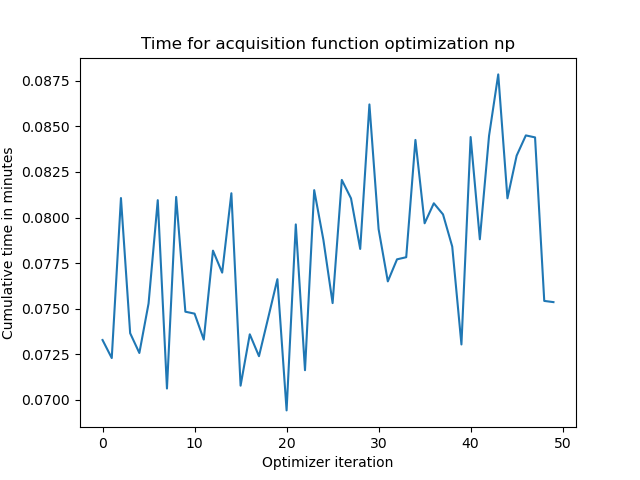 Time for acquisition function optimization np
Cumulative time in minutes
0.0875
0.0850
0.0825
0.0800
0.0775
0.0750
0.0725
0.0700
0 10 20 30 40 50
Optimizer iteration